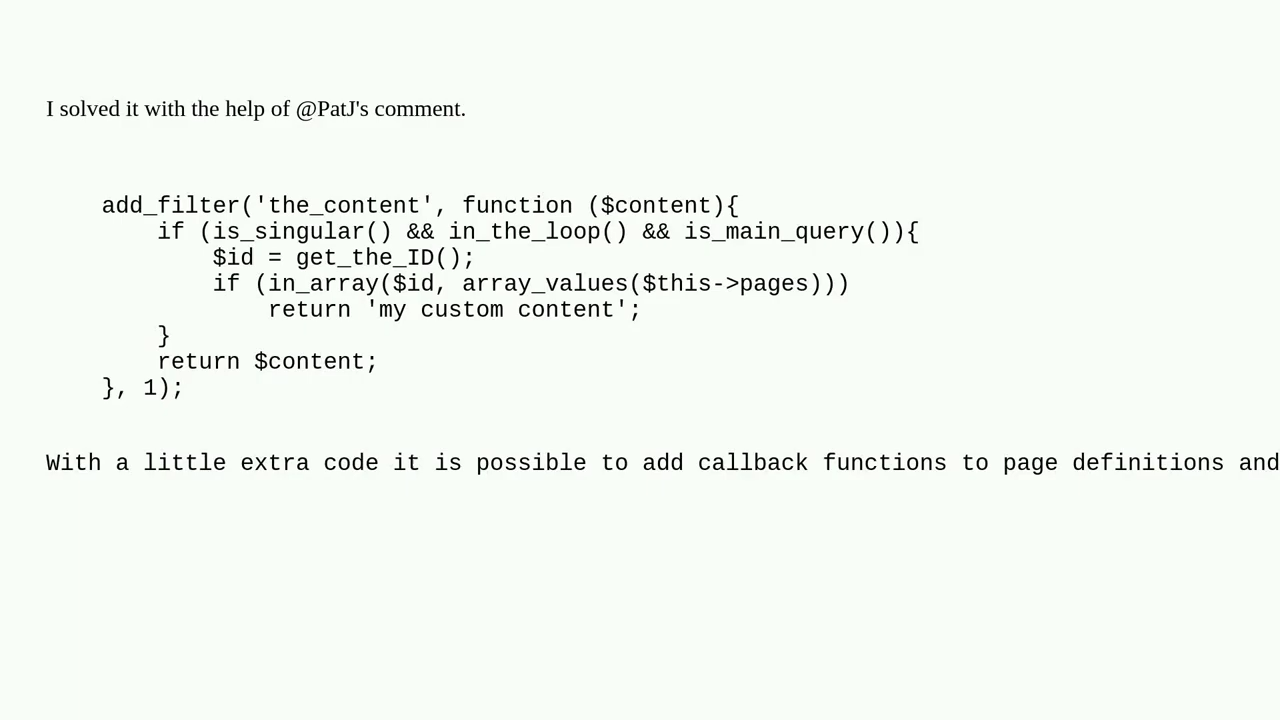 I solved it with the help of @PatJ's comment.
add_filter('the_content', function ($content){
    if (is_singular() && in_the_loop() && is_main_query()){
        $id = get_the_ID();
        if (in_array($id, array_values($this->pages)))
            return 'my custom content';
    }
    return $content;
}, 1);
With a little extra code it is possible to add callback functions to page definitions and